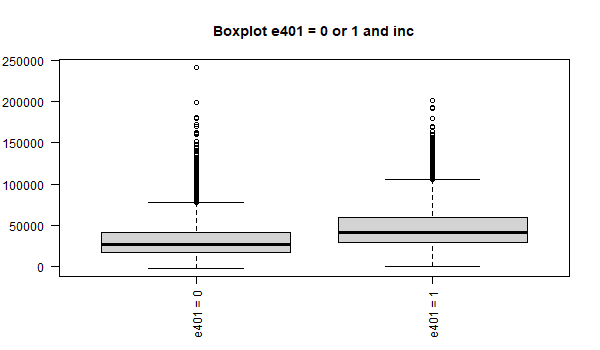 Boxplot e401 = 0 or 1 and inc
250000
200000
150000
100000
50000
0
e401 = 0
e401 = 1